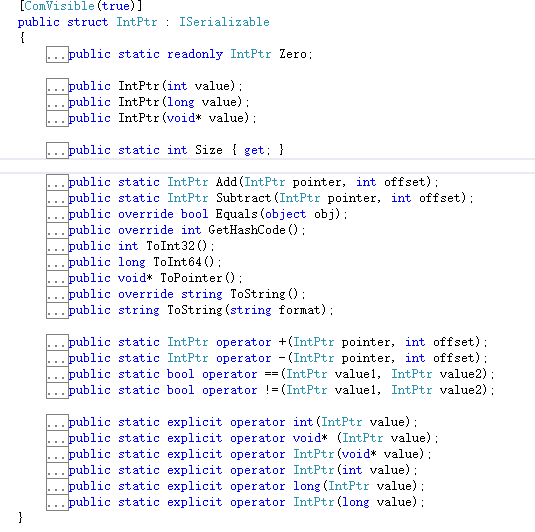 [ComVisible(true)]
public struct IntPtr : ISerializable
{
...public static readonly IntPtr Zero;
...public IntPtr(int value);
...public IntPtr(long value);
...public IntPtr(void* value);
...public static int Size { get; }
...public static IntPtr Add(IntPtr pointer, int offset);
...public static IntPtr Subtract(IntPtr pointer, int offset);
...public override bool Equals(object obj);
...public override int GetHashCode();
...public int ToInt32();
...public long ToInt64();
...public void* ToPointer();
...public override string ToString();
...public string ToString(string format);
...public static IntPtr operator +(IntPtr pointer, int offset);
...public static IntPtr operator -(IntPtr pointer, int offset);
...public static bool operator ==(IntPtr value1, IntPtr value2);
...public static bool operator !=(IntPtr value1, IntPtr value2);
...public static explicit operator int(IntPtr value);
...public static explicit operator void* (IntPtr value);
...public static explicit operator IntPtr(void* value);
...public static explicit operator IntPtr(int value);
...public static explicit operator long(IntPtr value);
...public static explicit operator IntPtr(long value);
}